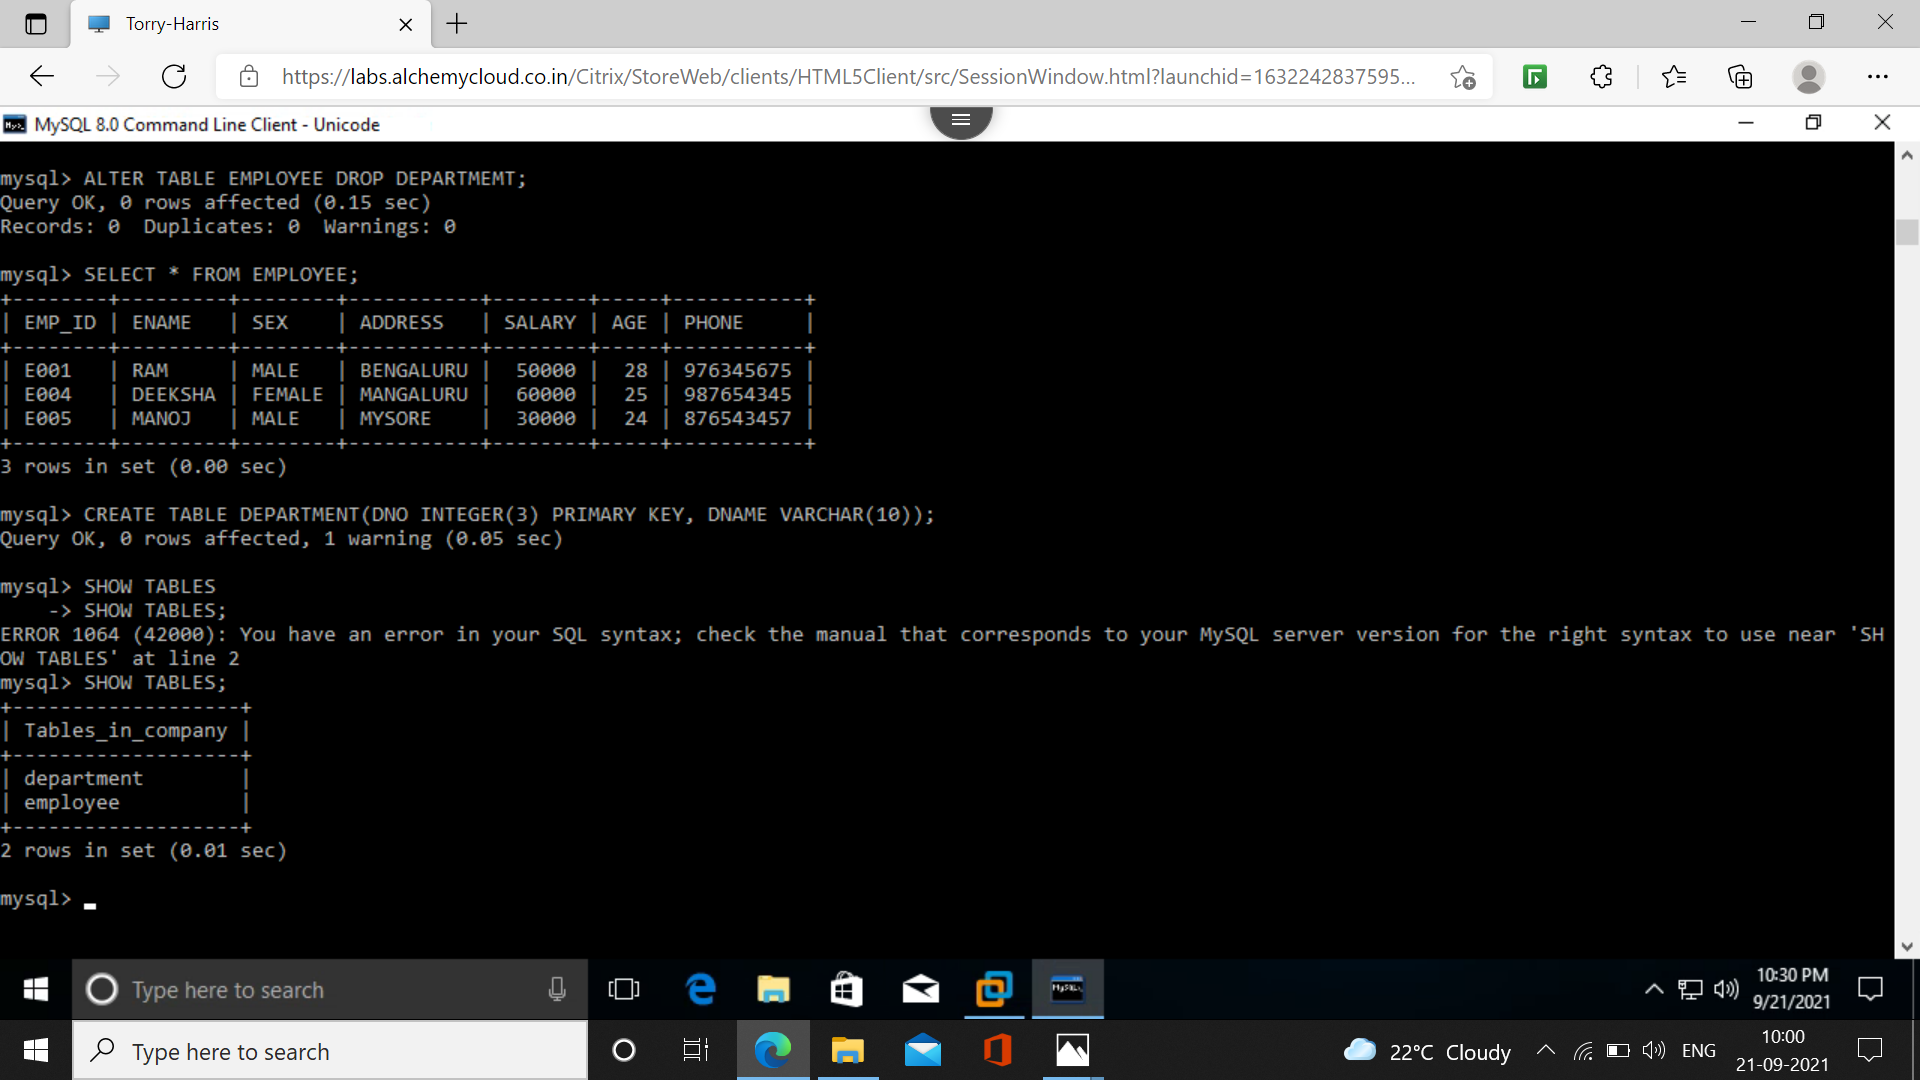 Torry-Harris
https://labs.alchemycloud.co.in/Citrix/StoreWeb/clients/HTML5Client/src/SessionWindow.html?launchid=1632242837595...
MySQL 8.0 Command Line Client - Unicode
mysql> ALTER TABLE EMPLOYEE DROP DEPARTMEMT;
Query OK, 0 rows affected (0.15 sec)
Records: 0  Duplicates: 0  Warnings: 0
mysql> SELECT * FROM EMPLOYEE;
+--------+---------+--------+-----------+--------+-----+-----------+
| EMP_ID | ENAME   | SEX    | ADDRESS   | SALARY | AGE | PHONE     |
+--------+---------+--------+-----------+--------+-----+-----------+
| E001   | RAM     | MALE   | BENGALURU |  50000 |  28 | 976345675 |
| E004   | DEEKSHA | FEMALE | MANGALURU |  60000 |  25 | 987654345 |
| E005   | MANOJ   | MALE   | MYSORE    |  30000 |  24 | 876543457 |
+--------+---------+--------+-----------+--------+-----+-----------+
3 rows in set (0.00 sec)
mysql> CREATE TABLE DEPARTMENT(DNO INTEGER(3) PRIMARY KEY, DNAME VARCHAR(10));
Query OK, 0 rows affected, 1 warning (0.05 sec)
mysql> SHOW TABLES
    -> SHOW TABLES;
ERROR 1064 (42000): You have an error in your SQL syntax; check the manual that corresponds to your MySQL server version for the right syntax to use near 'SH
OW TABLES' at line 2
mysql> SHOW TABLES;
+-------------------+
| Tables_in_company |
+-------------------+
| department        |
| employee          |
+-------------------+
2 rows in set (0.01 sec)
mysql> _
Type here to search
10:30 PM
9/21/2021
Type here to search
22°C Cloudy
ENG
10:00
21-09-2021